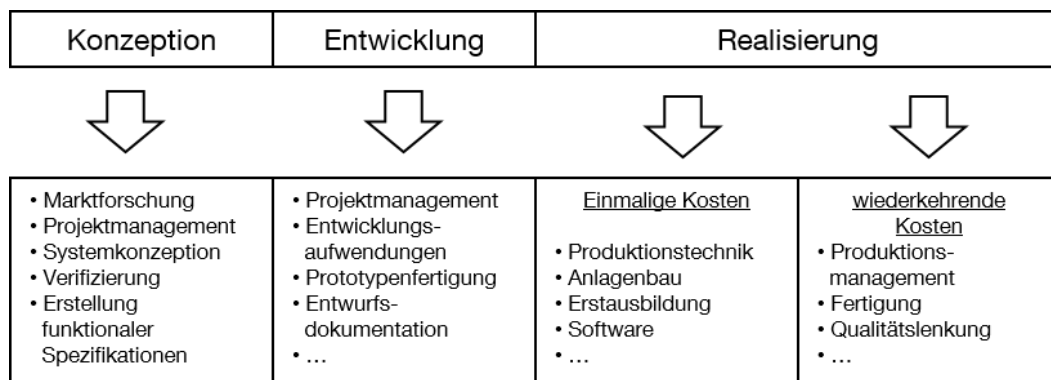 Konzeption
Entwicklung
Realisierung
• Marktforschung
• Projektmanagement
• Systemkonzeption
• Verifizierung
• Erstellung
funktionaler
Spezifikationen
• Projektmanagement
• Entwicklungs-
aufwendungen
• Prototypenfertigung
• Entwurfs-
dokumentation
• ...
Einmalige Kosten
• Produktionstechnik
• Anlagenbau
• Erstausbildung
• Software
• ...
wiederkehrende
Kosten
• Produktions-
management
• Fertigung
• Qualitätslenkung
• ...